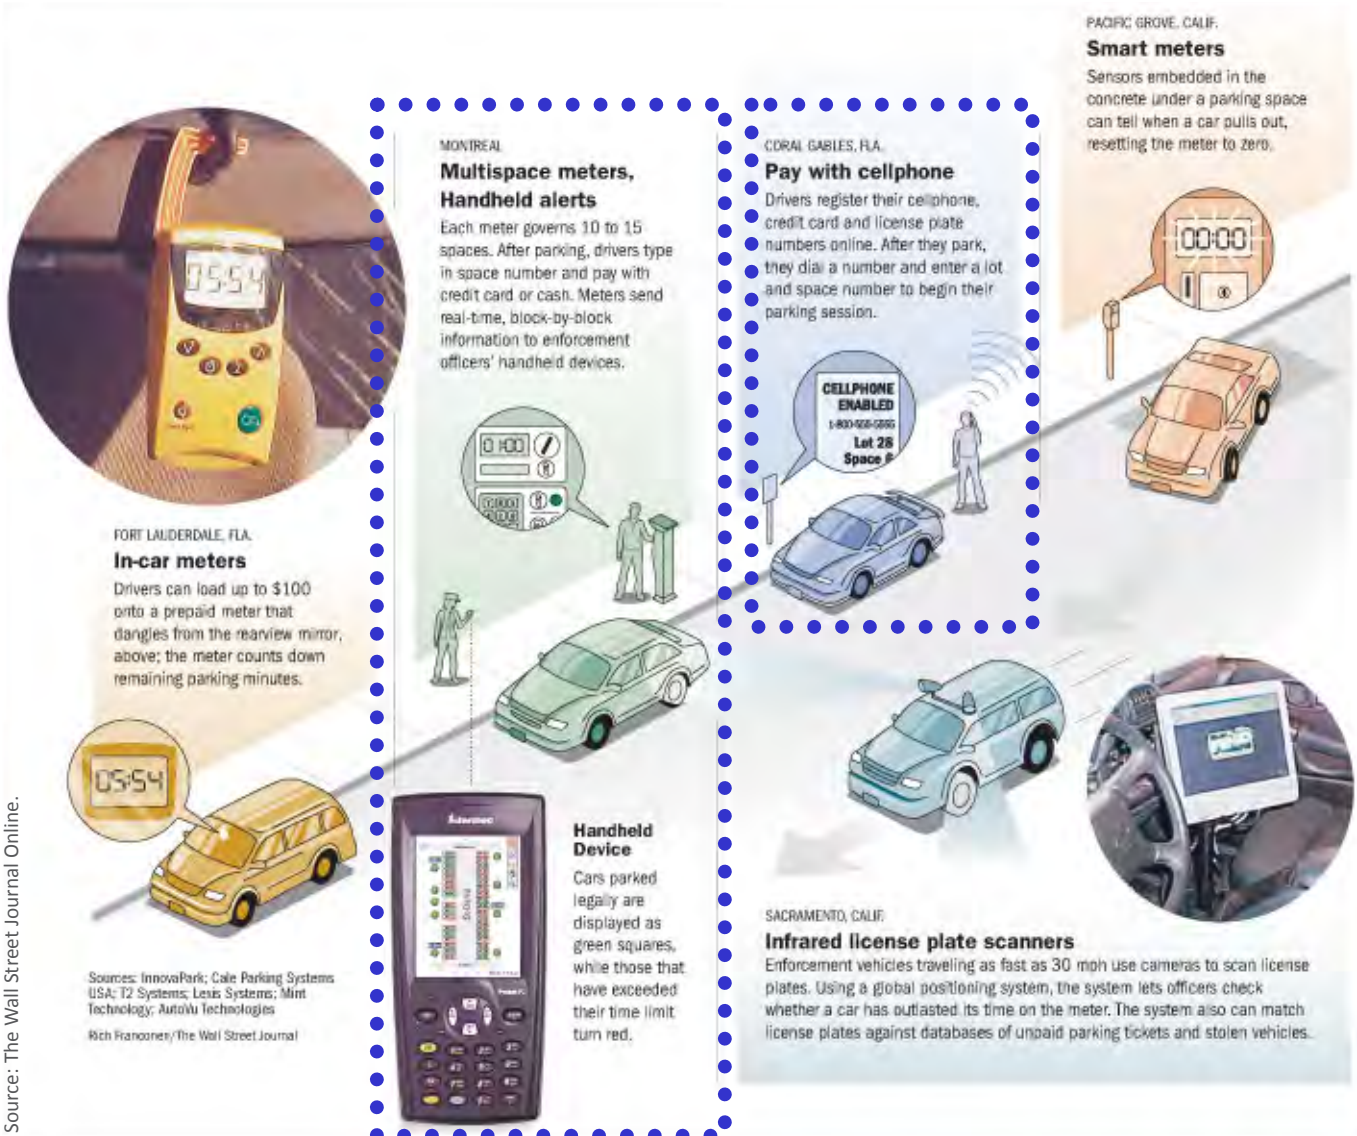 PACIFIC GROVE, CALIF.
Smart meters
Sensors embedded in the
concrete under a parking space
can tell when a car pulls out,
resetting the meter to zero.
00:00
MONTREAL
Multispace meters,
Handheld alerts
Each meter governs 10 to 15
spaces. After parking, drivers type
in space number and pay with
credit card or cash. Meters send
real-time, block-by-block
information to enforcement
officers' handheld devices.
01:00
CORAL GABLES, FLA.
Pay with cellphone
Drivers register their cellphone,
credit card and license plate
numbers online. After they park,
they dial a number and enter a lot
and space number to begin their
parking session.
CELLPHONE
ENABLED
1-800-555-5555
Lot 28
Space #
05:54
FORT LAUDERDALE, FLA.
In-car meters
Drivers can load up to $100
onto a prepaid meter that
dangles from the rearview mirror,
above; the meter counts down
remaining parking minutes.
05:54
Handheld
Device
Cars parked
legally are
displayed as
green squares,
while those that
have exceeded
their time limit
turn red.
SACRAMENTO, CALIF.
Infrared license plate scanners
Enforcement vehicles traveling as fast as 30 mph use cameras to scan license
plates. Using a global positioning system, the system lets officers check
whether a car has outlasted its time on the meter. The system also can match
license plates against databases of unpaid parking tickets and stolen vehicles.
Sources: InnovaPark; Cale Parking Systems
USA; T2 Systems; Lexis Systems; Mint
Technology; AutoVu Technologies
Rich Franconeri/The Wall Street Journal
Source: The Wall Street Journal Online.